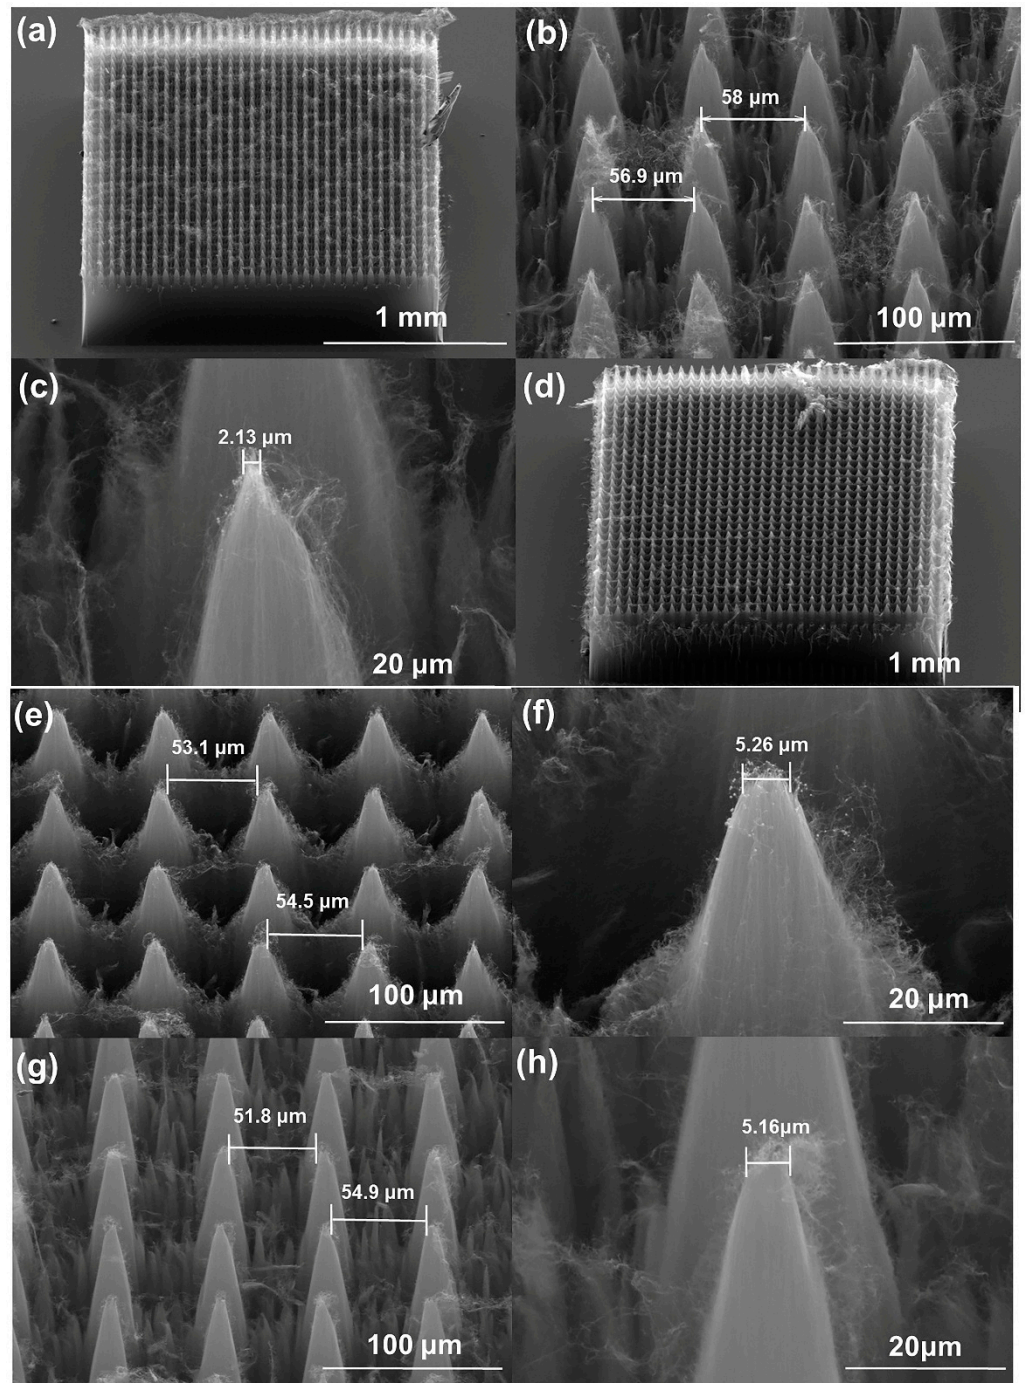 (a)
1 mm
(b)
58 µm
56.9 µm
100 µm
(c)
2.13 µm
20 µm
(d)
1 mm
(e)
53.1 µm
54.5 µm
100 µm
(f)
5.26 µm
20 µm
(g)
51.8 µm
54.9 µm
100 µm
(h)
5.16µm
20µm